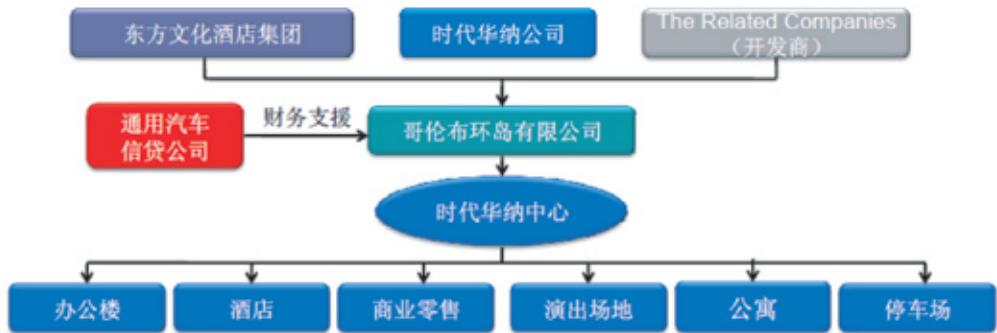 东方文化酒店集团
时代华纳公司
The Related Companies
（开发商）
通用汽车
信贷公司
财务支援
哥伦布环岛有限公司
时代华纳中心
办公楼
酒店
商业零售
演出场地
公寓
停车场